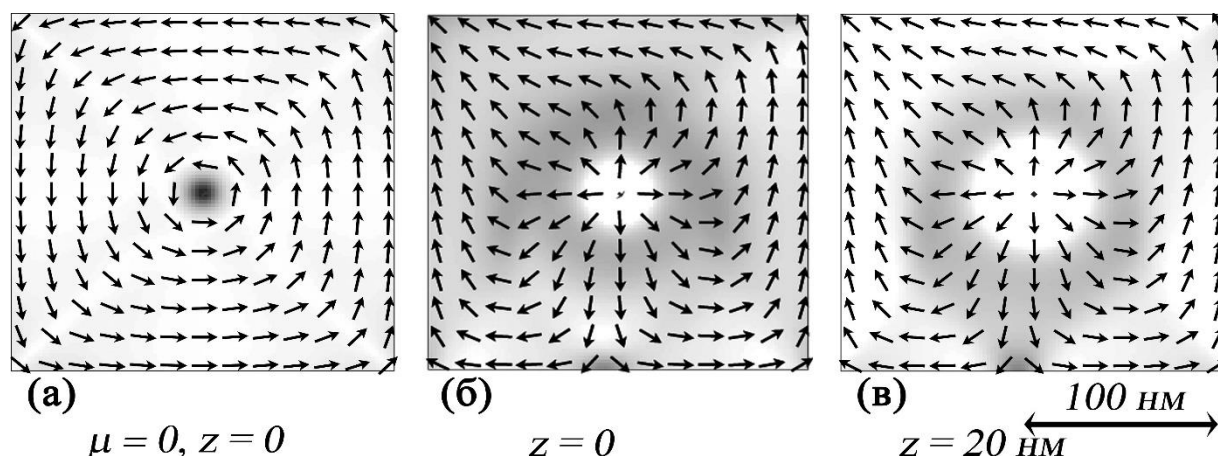 (а) (б) (в) 100 нм
μ = 0, z = 0 z = 0 z = 20 нм